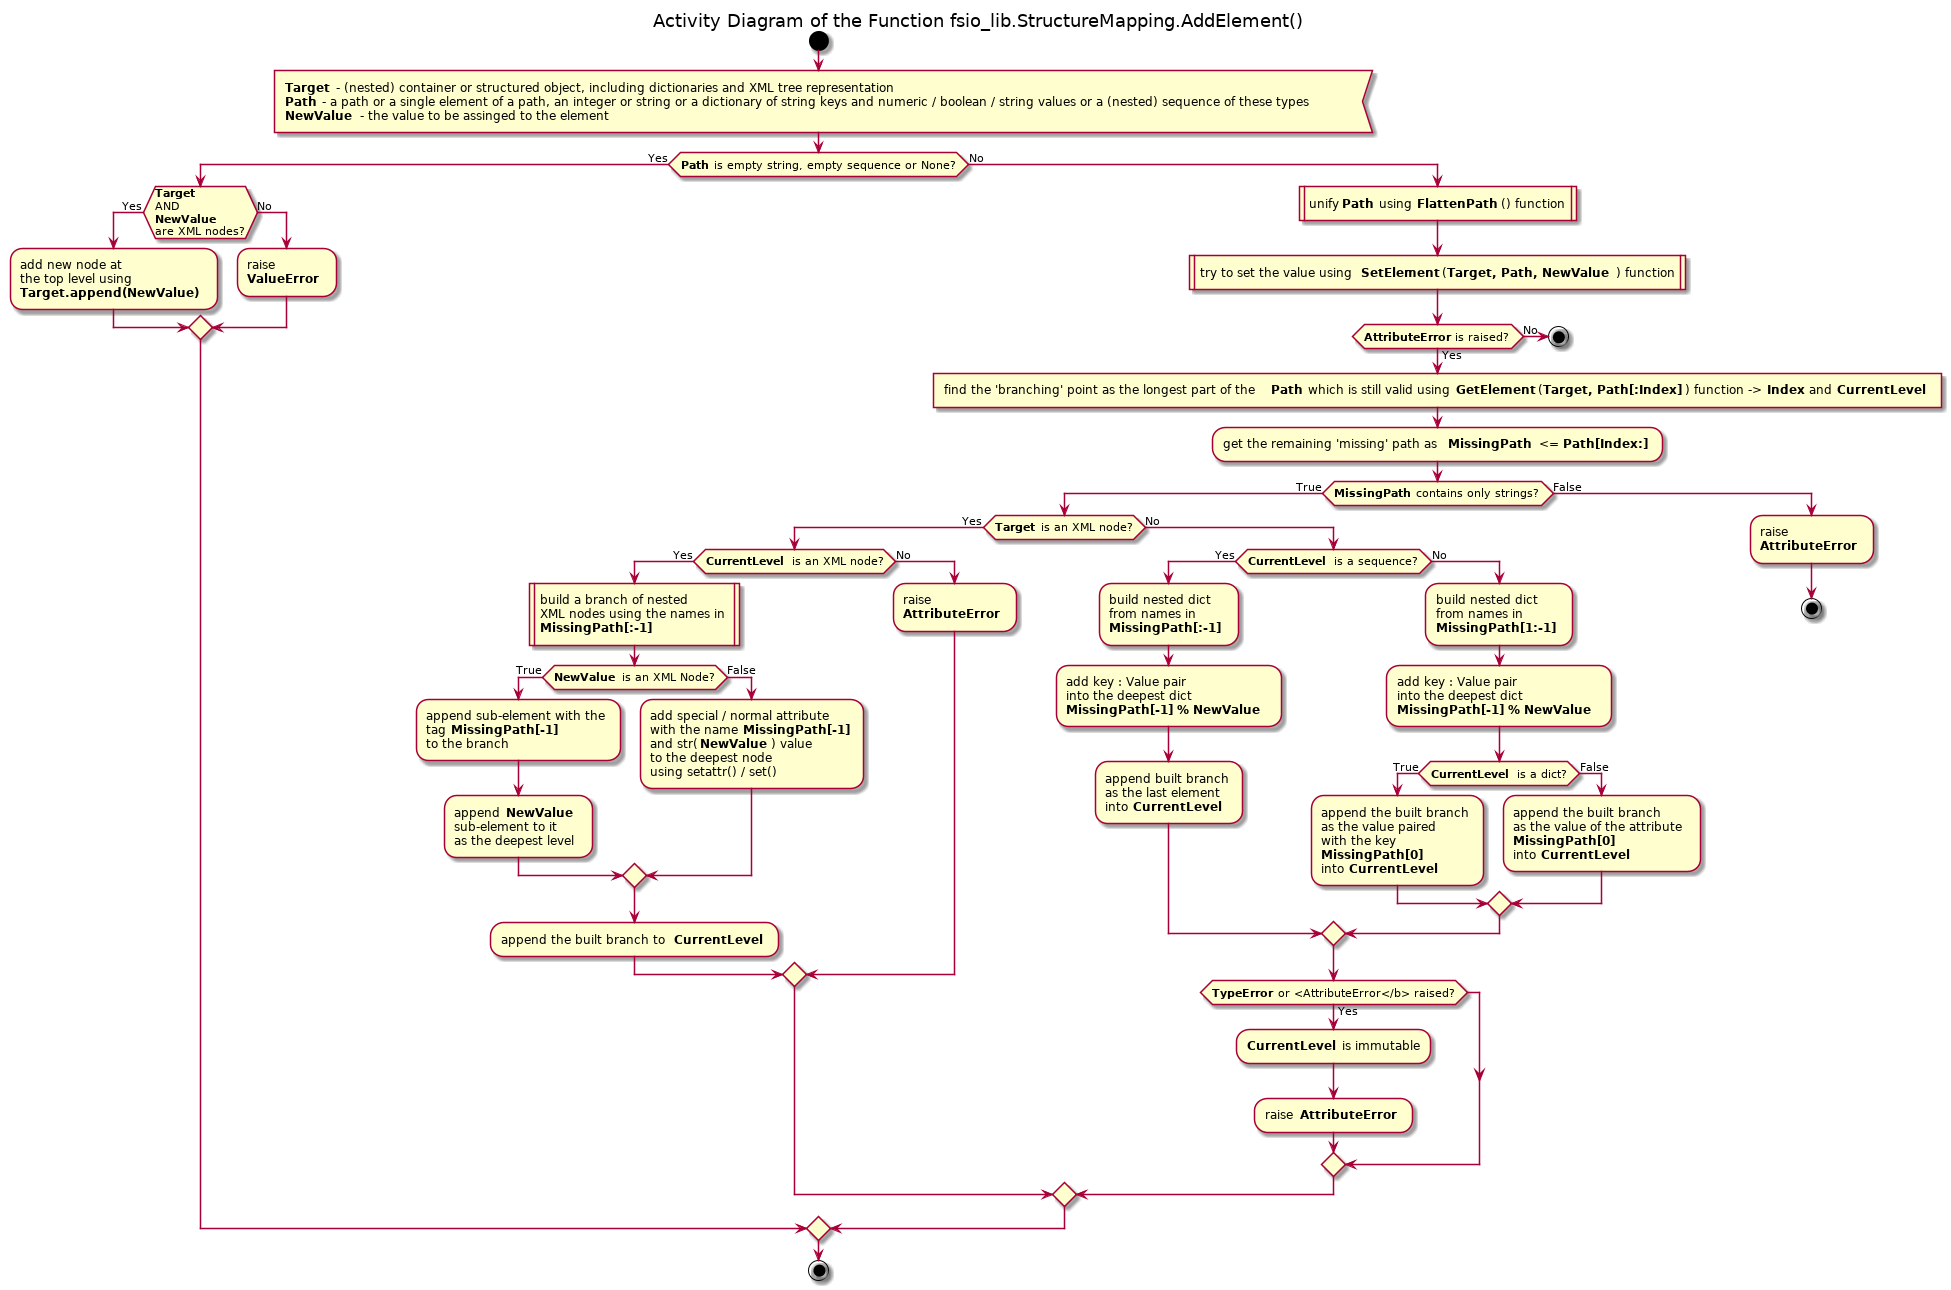 Activity Diagram of the Function fsio_lib.StructureMapping.AddElement()
Target - (nested) container or structured object, including dictionaries and XML tree representation
Path - a path or a single element of a path, an integer or string or a dictionary of string keys and numeric / boolean / string values or a (nested) sequence of these types
NewValue - the value to be assinged to the element
Path is empty string, empty sequence or None?
Yes
No
Target
AND
NewValue
are XML nodes?
Yes
No
add new node at
the top level using
Target.append(NewValue)
raise
ValueError
unify Path using FlattenPath() function
try to set the value using SetElement(Target, Path, NewValue ) function
AttributeError is raised?
No
Yes
find the 'branching' point as the longest part of the Path which is still valid using GetElement(Target, Path[:Index]) function -> Index and CurrentLevel
get the remaining 'missing' path as MissingPath <= Path[Index:]
MissingPath contains only strings?
True
False
Target is an XML node?
Yes
No
raise
AttributeError
CurrentLevel is an XML node?
Yes
No
build a branch of nested
XML nodes using the names in
MissingPath[:-1]
raise
AttributeError
NewValue is an XML Node?
True
False
append sub-element with the
tag MissingPath[-1]
to the branch
append NewValue
sub-element to it
as the deepest level
add special / normal attribute
with the name MissingPath[-1]
and str(NewValue ) value
to the deepest node
using setattr() / set()
append the built branch to CurrentLevel
CurrentLevel is a sequence?
Yes
No
build nested dict
from names in
MissingPath[:-1]
add key : Value pair
into the deepest dict
MissingPath[-1] % NewValue
append built branch
as the last element
into CurrentLevel
build nested dict
from names in
MissingPath[1:-1]
add key : Value pair
into the deepest dict
MissingPath[-1] % NewValue
CurrentLevel is a dict?
True
False
append the built branch
as the value paired
with the key
MissingPath[0]
into CurrentLevel
append the built branch
as the value of the attribute
MissingPath[0]
into CurrentLevel
TypeError or <AttributeError</b> raised?
Yes
CurrentLevel is immutable
raise AttributeError